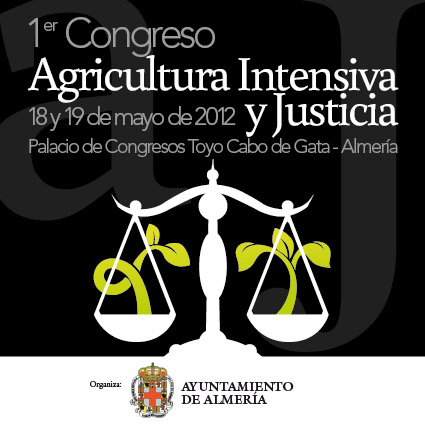 1er Congreso
Agricultura Intensiva
18 y 19 de mayo de 2012 y Justicia
Palacio de Congresos Toyo Cabo de Gata - Almería
Organiza: AYUNTAMIENTO
DE ALMERÍA